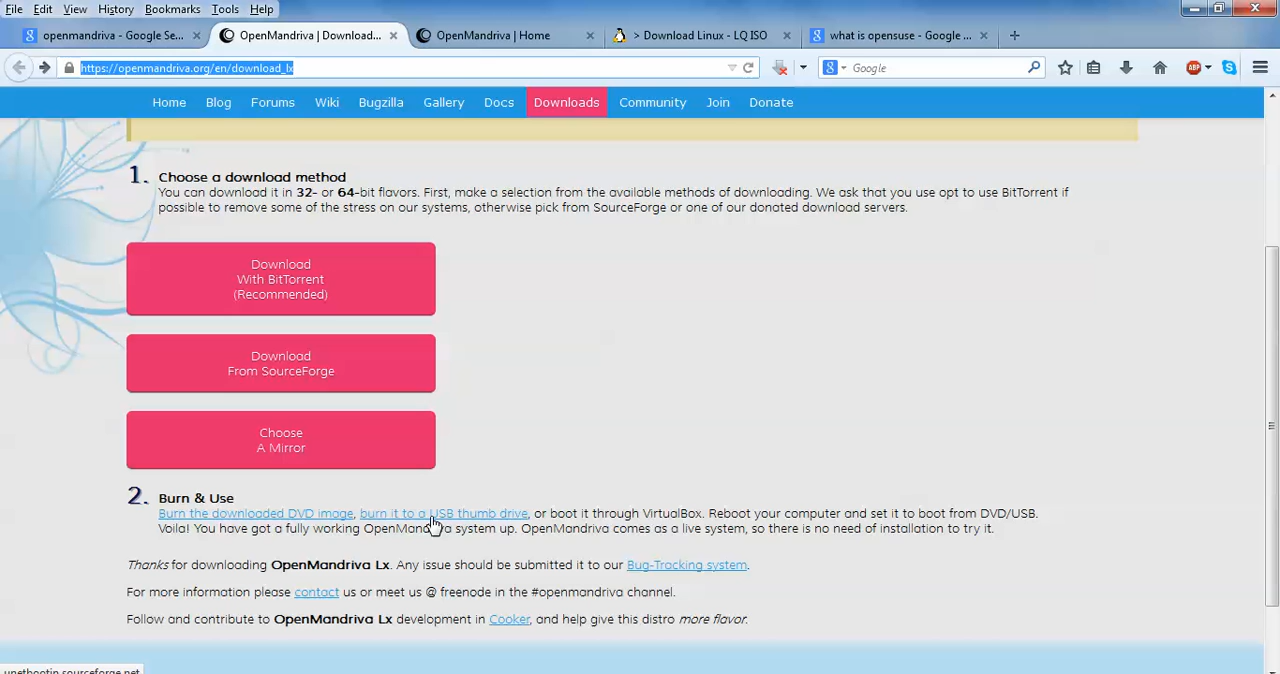 File Edit View History Bookmarks Tools Help
openmandriva - Google Se... OpenMandriva | Download... OpenMandriva | Home > Download Linux - LQ ISO what is opensuse - Google ...
https://openmandriva.org/en/download_lx Google ABP
Home Blog Forums Wiki Bugzilla Gallery Docs Downloads Community Join Donate
1. Choose a download method
You can download it in 32- or 64-bit flavors. First, make a selection from the available methods of downloading. We ask that you use opt to use BitTorrent if
possible to remove some of the stress on our systems, otherwise pick from SourceForge or one of our donated download servers.
Download
With BitTorrent
(Recommended)
Download
From SourceForge
Choose
A Mirror
2. Burn & Use
Burn the downloaded DVD image, burn it to a USB thumb drive, or boot it through VirtualBox. Reboot your computer and set it to boot from DVD/USB.
Voila! You have got a fully working OpenMandriva system up. OpenMandriva comes as a live system, so there is no need of installation to try it.
Thanks for downloading OpenMandriva Lx. Any issue should be submitted it to our Bug-Tracking system.
For more information please contact us or meet us @ freenode in the #openmandriva channel.
Follow and contribute to OpenMandriva Lx development in Cooker, and help give this distro more flavor.
unetbootin.sourceforge.net